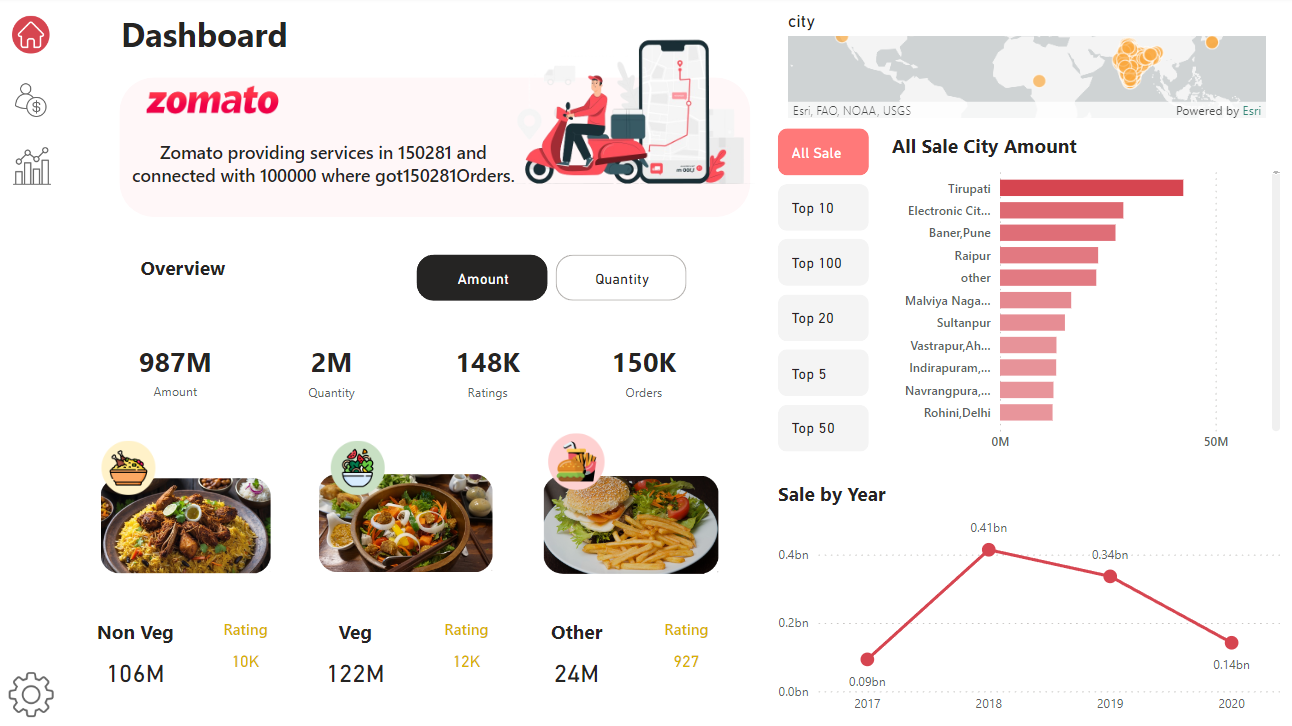 Dashboard
zomato
Zomato providing services in 150281 and
connected with 100000 where got150281Orders.
Overview
Amount
Quantity
987M
Amount
2M
Quantity
148K
Ratings
150K
Orders
Non Veg
106M
Rating
10K
Veg
122M
Rating
12K
Other
24M
Rating
927
city
Esri, FAO, NOAA, USGS
Powered by Esri
All Sale
Top 10
Top 100
Top 20
Top 5
Top 50
All Sale City Amount
Tirupati
Electronic Cit...
Baner,Pune
Raipur
other
Malviya Naga...
Sultanpur
Vastrapur,Ah...
Indirapuram,...
Navrangpura,...
Rohini,Delhi
0M
50M
Sale by Year
0.4bn
0.2bn
0.0bn
0.09bn
0.41bn
0.34bn
0.14bn
2017
2018
2019
2020